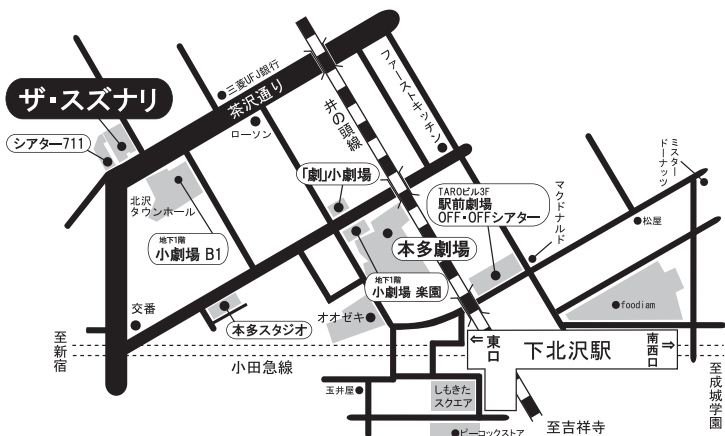 三菱UFJ銀行
茶沢通り
ローソン
井の頭線
ファーストキッチン
ザ・スズナリ
シアター711
北沢
タウンホール
地下1階
小劇場 B1
「劇」小劇場
本多劇場
地下1階
小劇場 楽園
TAROビル3F
駅前劇場
OFF・OFFシアター
マクドナルド
ミスター
ドーナッツ
松屋
foodiam
交番
本多スタジオ
オオゼキ
至新宿
小田急線
東口
下北沢駅
南西口
至成城学園
玉井屋
しもきた
スクエア
ピーコックストア
至吉祥寺